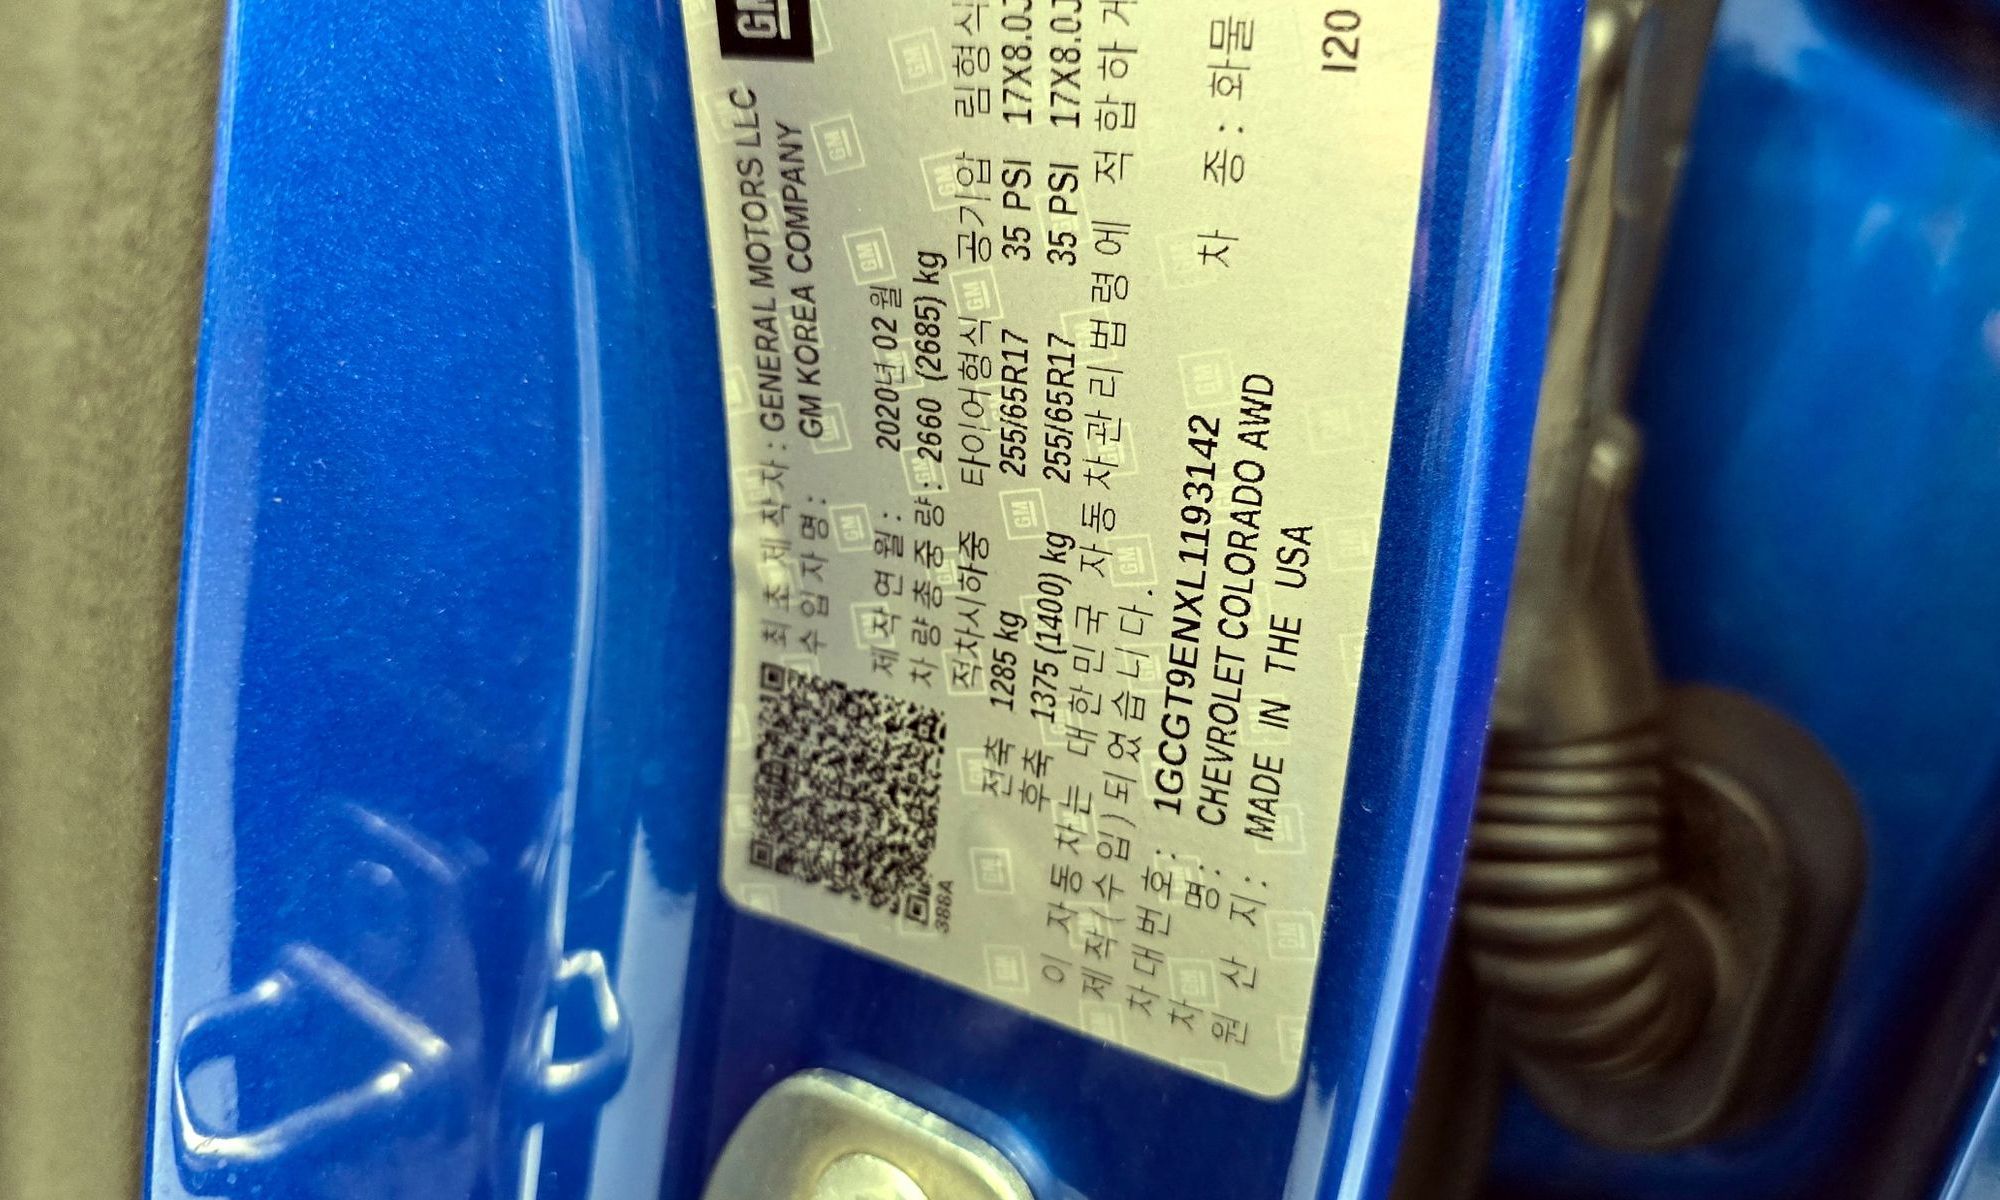 GM
최초제작자: GENERAL MOTORS LLC
수입자명: GM KOREA COMPANY
제작연월: 2020년 02월
차량총중량: 2660 (2685) kg
적차시하중 타이어형식 공기압 림형식
전축 1285 kg 255/65R17 35 PSI 17X8.0J
후축 1375 (1400) kg 255/65R17 35 PSI 17X8.0J
이 자동차는 대한민국 자동차관리법령에 적합하게
제작(수입)되었습니다.
차대번호: 1GCGT9ENXL1193142
차명: CHEVROLET COLORADO AWD 차종: 화물
원산지: MADE IN THE USA
388A
I20